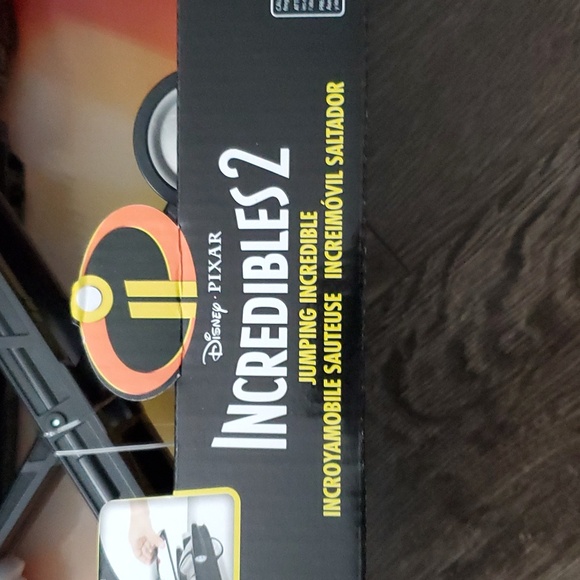 Disney · PIXAR
INCREDIBLES 2
JUMPING INCREDIBLE
INCROYAMOBILE SAUTEUSE INCREIMÓVIL SALTADOR